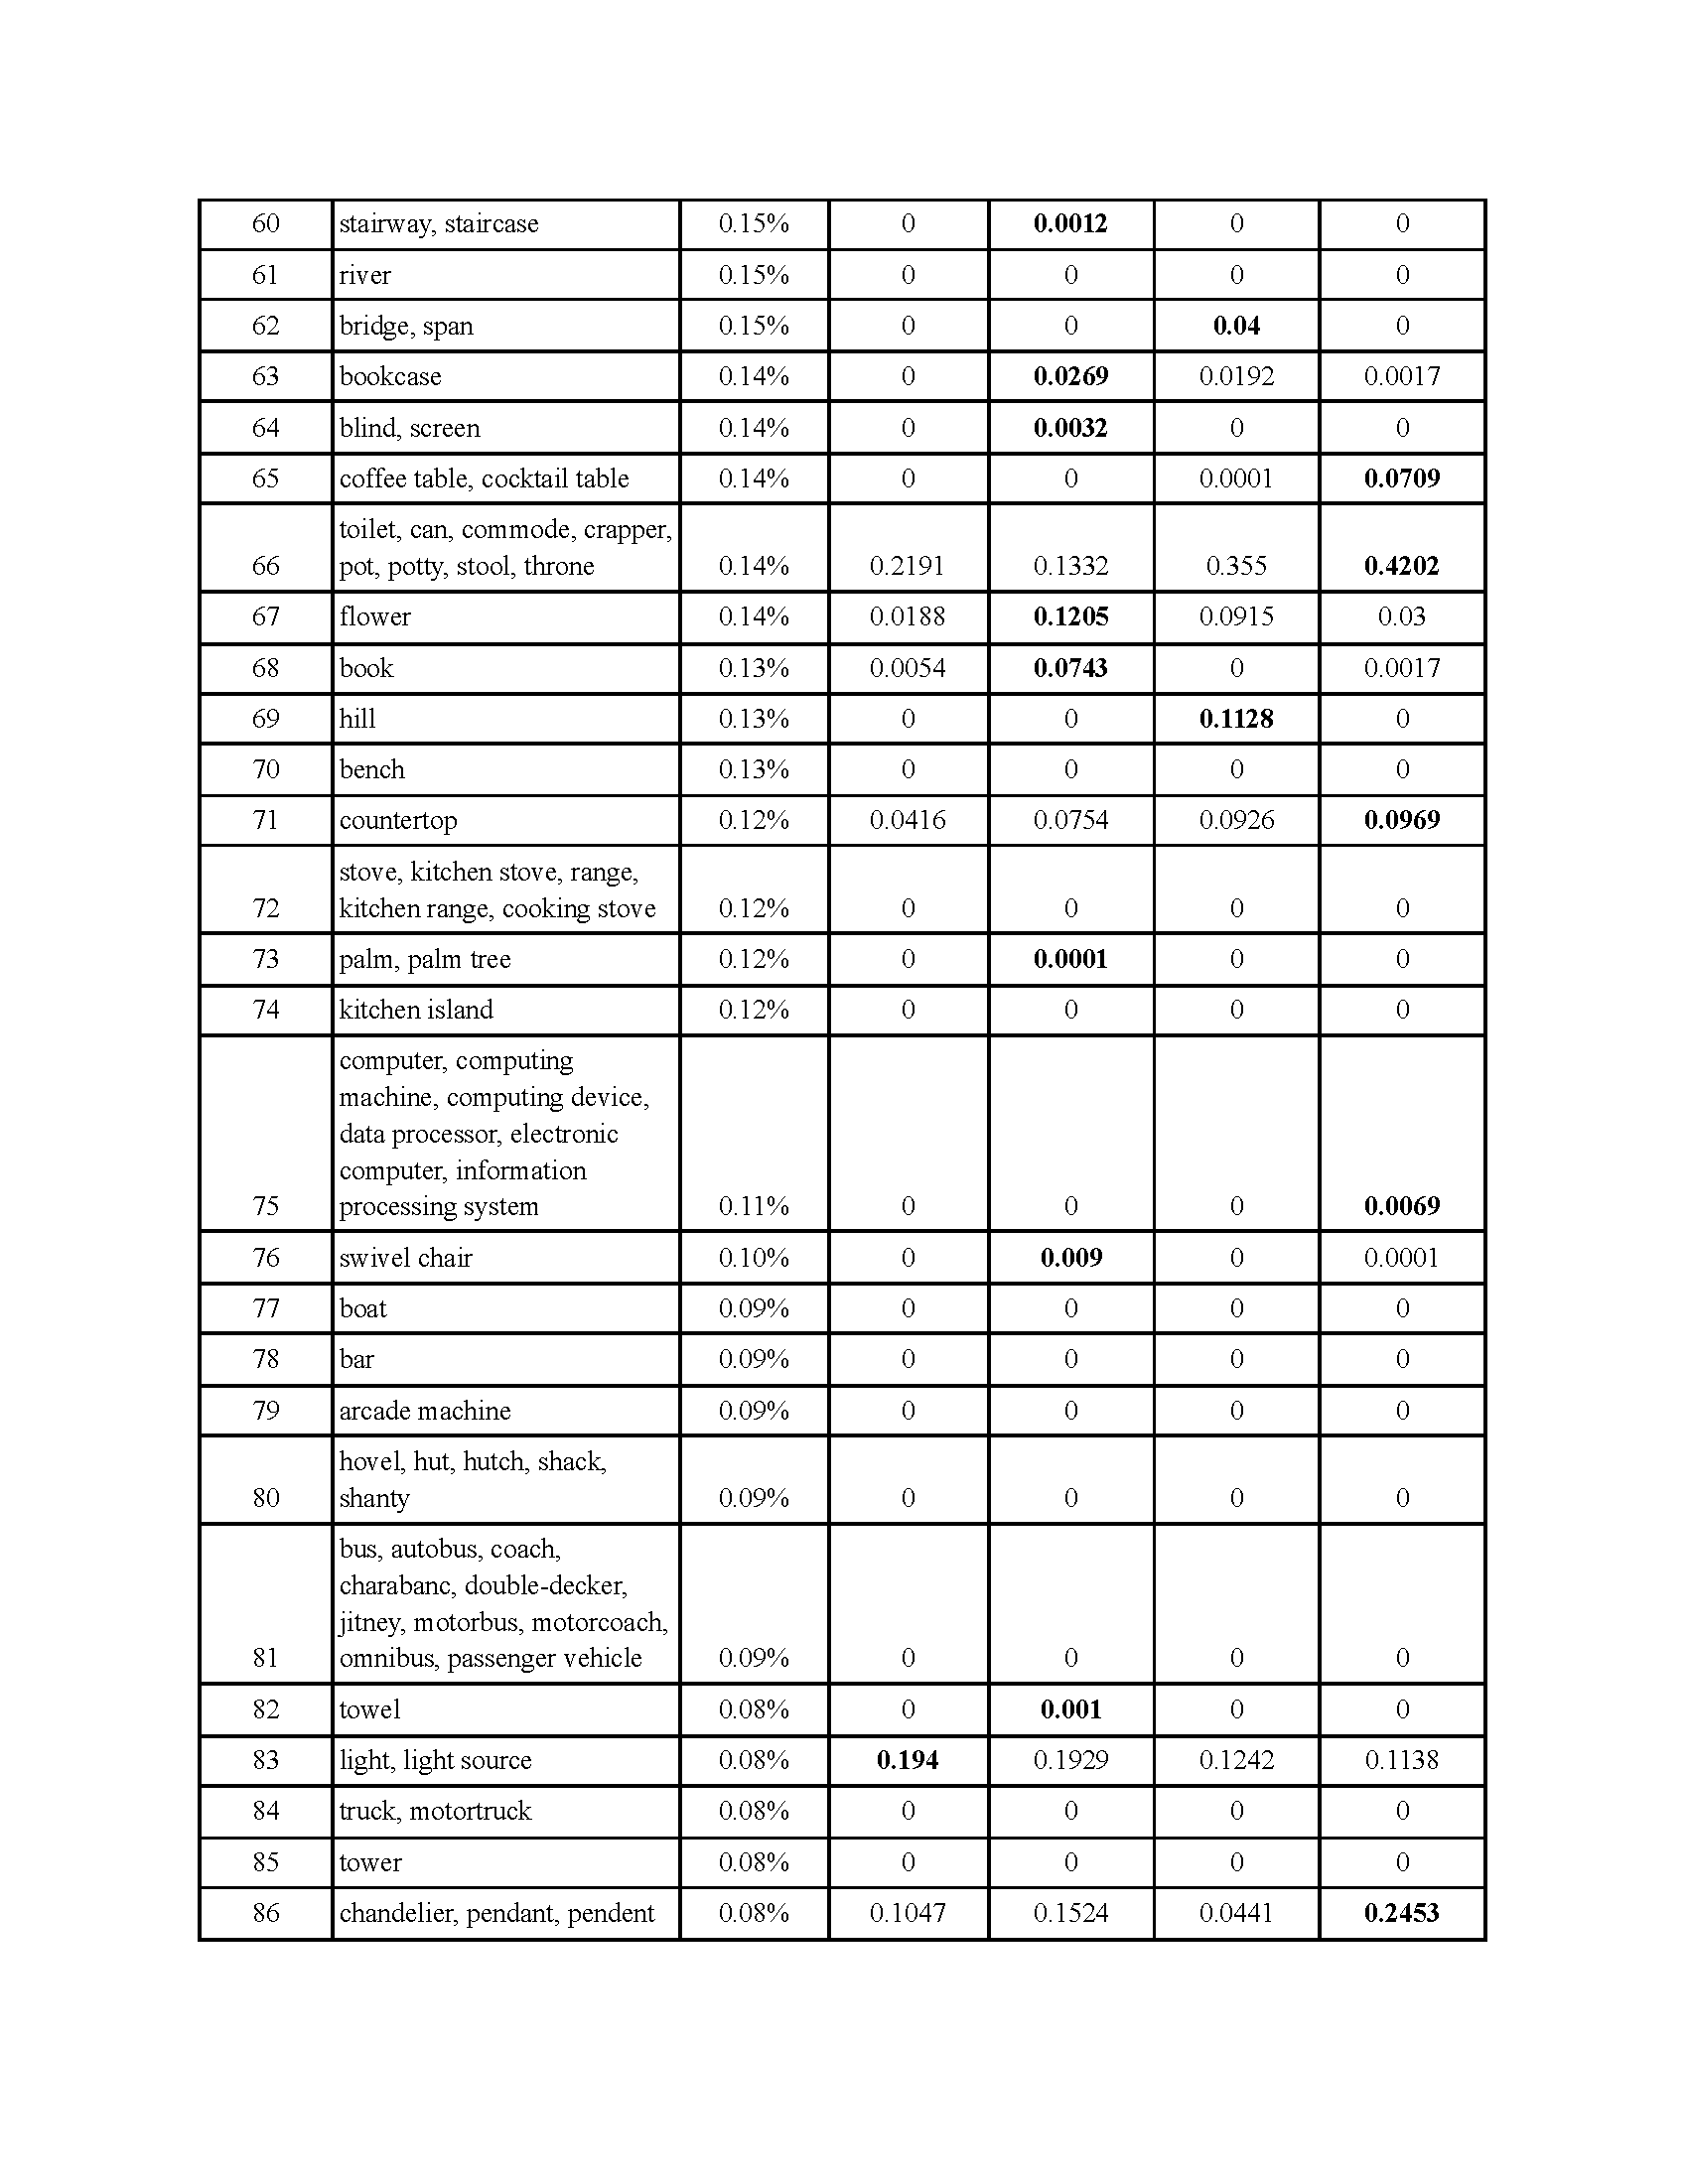 60 stairway, staircase 0.15% 0 0.0012 0 0
61 river 0.15% 0 0 0 0
62 bridge, span 0.15% 0 0 0.04 0
63 bookcase 0.14% 0 0.0269 0.0192 0.0017
64 blind, screen 0.14% 0 0.0032 0 0
65 coffee table, cocktail table 0.14% 0 0 0.0001 0.0709
toilet, can, commode, crapper,
66 pot, potty, stool, throne 0.14% 0.2191 0.1332 0.355 0.4202
67 flower 0.14% 0.0188 0.1205 0.0915 0.03
68 book 0.13% 0.0054 0.0743 0 0.0017
69 hill 0.13% 0 0 0.1128 0
70 bench 0.13% 0 0 0 0
71 countertop 0.12% 0.0416 0.0754 0.0926 0.0969
stove, kitchen stove, range,
72 kitchen range, cooking stove 0.12% 0 0 0 0
73 palm, palm tree 0.12% 0 0.0001 0 0
74 kitchen island 0.12% 0 0 0 0
computer, computing
machine, computing device,
data processor, electronic
computer, information
75 processing system 0.11% 0 0 0 0.0069
76 swivel chair 0.10% 0 0.009 0 0.0001
77 boat 0.09% 0 0 0 0
78 bar 0.09% 0 0 0 0
79 arcade machine 0.09% 0 0 0 0
hovel, hut, hutch, shack,
80 shanty 0.09% 0 0 0 0
bus, autobus, coach,
charabanc, double-decker,
jitney, motorbus, motorcoach,
81 omnibus, passenger vehicle 0.09% 0 0 0 0
82 towel 0.08% 0 0.001 0 0
83 light, light source 0.08% 0.194 0.1929 0.1242 0.1138
84 truck, motortruck 0.08% 0 0 0 0
85 tower 0.08% 0 0 0 0
86 chandelier, pendant, pendent 0.08% 0.1047 0.1524 0.0441 0.2453